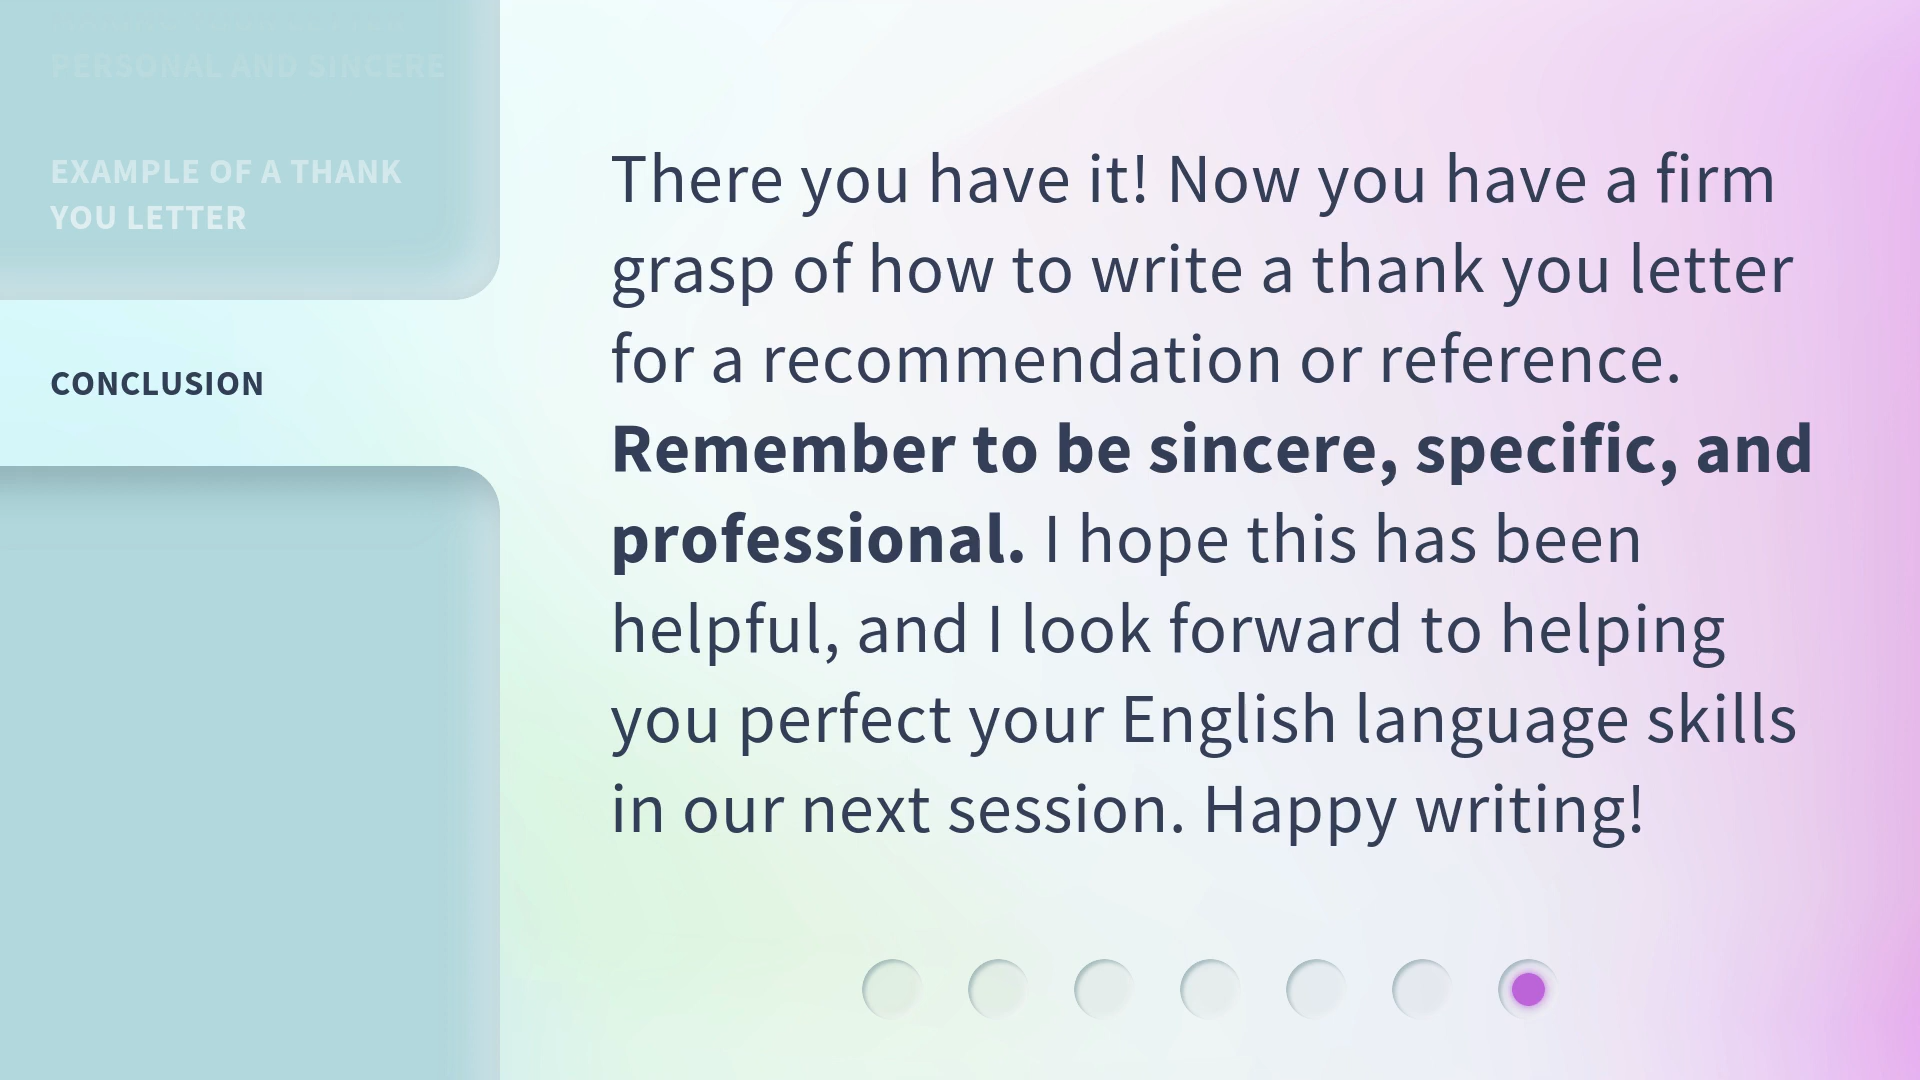 PERSONAL AND SINCERE
EXAMPLE OF A THANK
YOU LETTER
CONCLUSION
There you have it! Now you have a firm
grasp of how to write a thank you letter
for a recommendation or reference.
Remember to be sincere, specific, and
professional. I hope this has been
helpful, and I look forward to helping
you perfect your English language skills
in our next session. Happy writing!